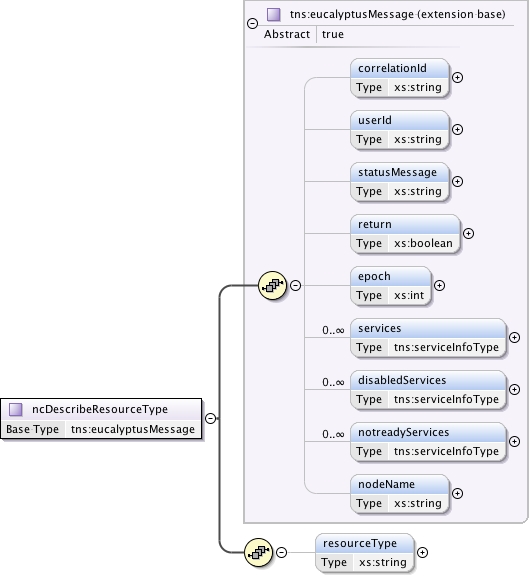 tns:eucalyptusMessage (extension base)
Abstract true
correlationId
Type xs:string
userId
Type xs:string
statusMessage
Type xs:string
return
Type xs:boolean
epoch
Type xs:int
0..∞ services
Type tns:serviceInfoType
0..∞ disabledServices
Type tns:serviceInfoType
0..∞ notreadyServices
Type tns:serviceInfoType
nodeName
Type xs:string
ncDescribeResourceType
Base Type tns:eucalyptusMessage
resourceType
Type xs:string